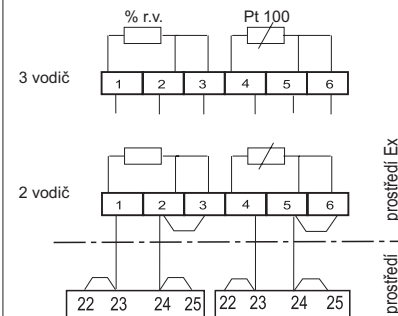 % r.v. Pt 100
3 vodič
1 2 3 4 5 6
2 vodič
1 2 3 4 5 6
prostředí Ex
prostředí
22 23 24 25 22 23 24 25